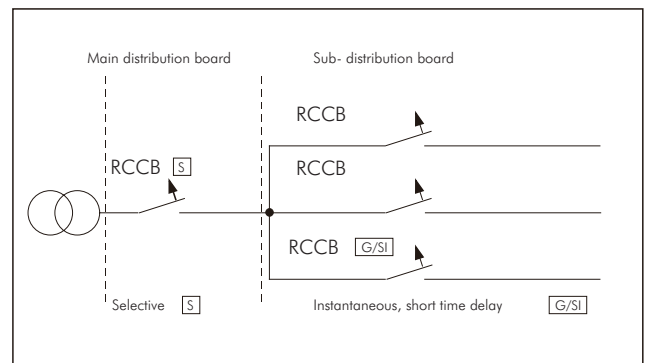 Main distribution board
Sub- distribution board
RCCB
RCCB S
RCCB
RCCB G/SI
Selective S
Instantaneous, short time delay G/SI